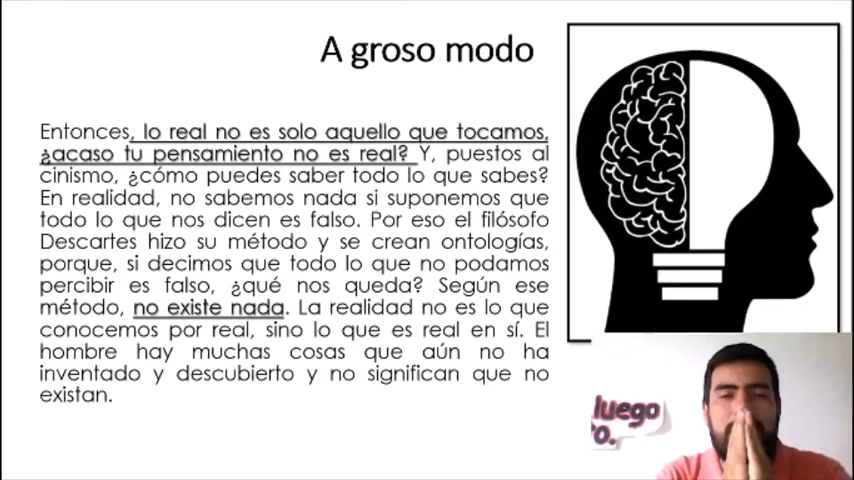 A groso modo
Entonces, lo real no es solo aquello que tocamos,
¿acaso tu pensamiento no es real? Y, puestos al
cinismo, ¿cómo puedes saber todo lo que sabes?
En realidad, no sabemos nada si suponemos que
todo lo que nos dicen es falso. Por eso el filósofo
Descartes hizo su método y se crean ontologías,
porque, si decimos que todo lo que no podamos
percibir es falso, ¿qué nos queda? Según ese
método, no existe nada. La realidad no es lo que
conocemos por real, sino lo que es real en sí. El
hombre hay muchas cosas que aún no ha
inventado y descubierto y no significan que no
existan.
luego
o.